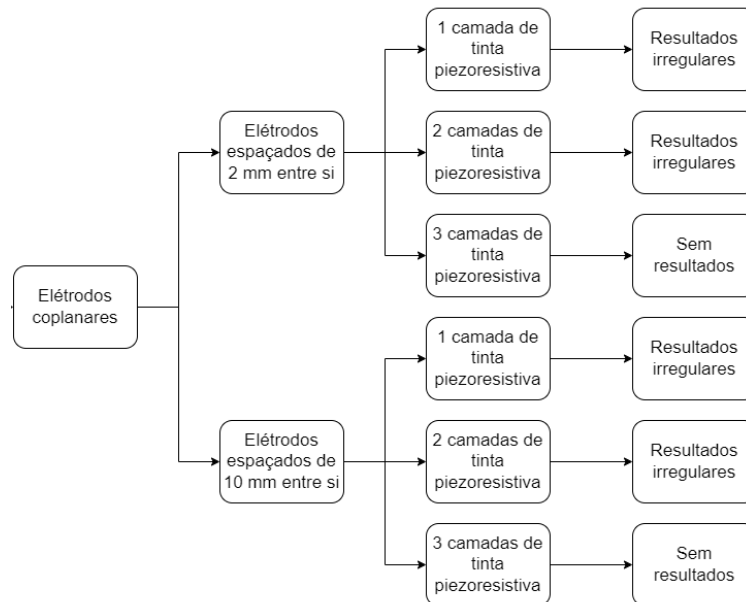 Elétrodos
coplanares
Elétrodos
espaçados de
2 mm entre si
1 camada de
tinta
piezoresistiva
Resultados
irregulares
2 camadas de
tinta
piezoresistiva
Resultados
irregulares
3 camadas de
tinta
piezoresistiva
Sem
resultados
Elétrodos
espaçados de
10 mm entre si
1 camada de
tinta
piezoresistiva
Resultados
irregulares
2 camadas de
tinta
piezoresistiva
Resultados
irregulares
3 camadas de
tinta
piezoresistiva
Sem
resultados